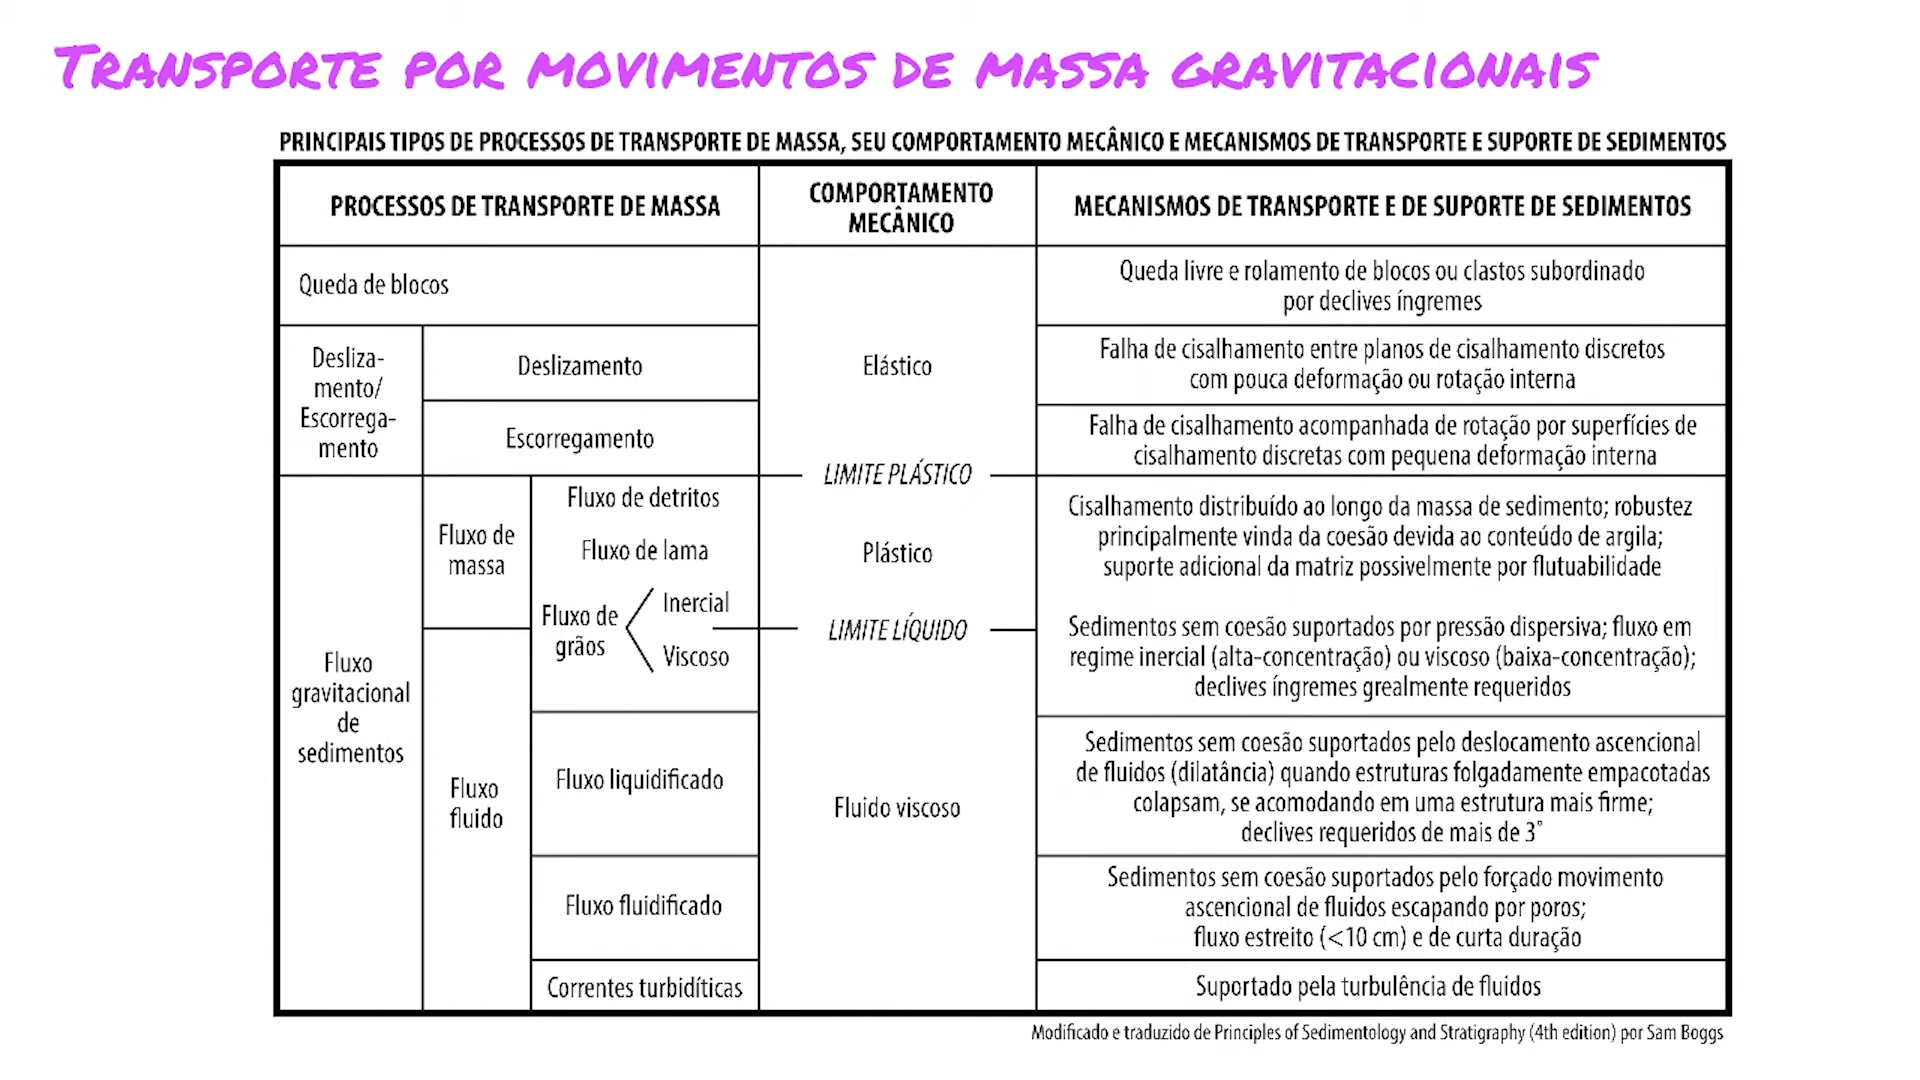 Transporte por movimentos de massa gravitacionais
PRINCIPAIS TIPOS DE PROCESSOS DE TRANSPORTE DE MASSA, SEU COMPORTAMENTO MECÂNICO E MECANISMOS DE TRANSPORTE E SUPORTE DE SEDIMENTOS
PROCESSOS DE TRANSPORTE DE MASSA
COMPORTAMENTO
MECÂNICO
MECANISMOS DE TRANSPORTE E DE SUPORTE DE SEDIMENTOS
Queda de blocos
Queda livre e rolamento de blocos ou clastos subordinado
por declives íngremes
Desliza-
mento/
Escorrega-
mento
Deslizamento
Elástico
Falha de cisalhamento entre planos de cisalhamento discretos
com pouca deformação ou rotação interna
Escorregamento
Falha de cisalhamento acompanhada de rotação por superfícies de
cisalhamento discretas com pequena deformação interna
LIMITE PLÁSTICO
Fluxo
gravitacional
de
sedimentos
Fluxo de
massa
Fluxo de detritos
Fluxo de lama
Plástico
Cisalhamento distribuído ao longo da massa de sedimento; robustez
principalmente vinda da coesão devida ao conteúdo de argila;
suporte adicional da matriz possivelmente por flutuabilidade
Fluxo de
grãos
Inercial
Viscoso
LIMITE LÍQUIDO
Sedimentos sem coesão suportados por pressão dispersiva; fluxo em
regime inercial (alta-concentração) ou viscoso (baixa-concentração);
declives íngremes grealmente requeridos
Fluxo
fluido
Fluxo liquidificado
Fluido viscoso
Sedimentos sem coesão suportados pelo deslocamento ascencional
de fluidos (dilatância) quando estruturas folgadamente empacotadas
colapsam, se acomodando em uma estrutura mais firme;
declives requeridos de mais de 3°
Fluxo fluidificado
Sedimentos sem coesão suportados pelo forçado movimento
ascencional de fluidos escapando por poros;
fluxo estreito (<10 cm) e de curta duração
Correntes turbidíticas
Suportado pela turbulência de fluidos
Modificado e traduzido de Principles of Sedimentology and Stratigraphy (4th edition) por Sam Boggs